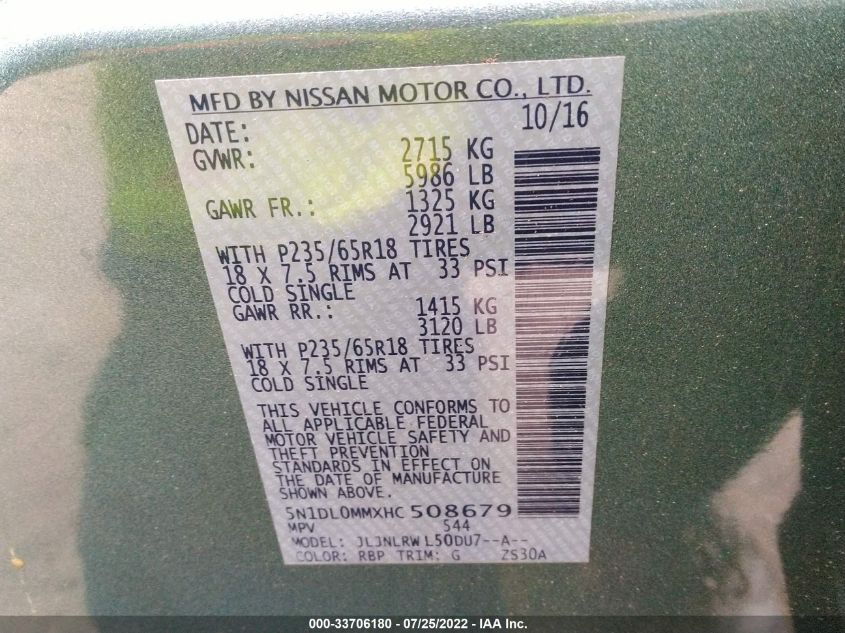 MFD BY NISSAN MOTOR CO., LTD.
DATE: 10/16
GVWR: 2715 KG
5986 LB
GAWR FR.: 1325 KG
2921 LB
WITH P235/65R18 TIRES
18 X 7.5 RIMS AT 33 PSI
COLD SINGLE
GAWR RR.: 1415 KG
3120 LB
WITH P235/65R18 TIRES
18 X 7.5 RIMS AT 33 PSI
COLD SINGLE
THIS VEHICLE CONFORMS TO
ALL APPLICABLE FEDERAL
MOTOR VEHICLE SAFETY AND
THEFT PREVENTION
STANDARDS IN EFFECT ON
THE DATE OF MANUFACTURE
SHOWN ABOVE.
5N1DL0MMXHC508679
MPV 544
MODEL: JLJNLRWL50DU7--A--
COLOR: RBP TRIM: G ZS30A
000-33706180 - 07/25/2022 - IAA Inc.